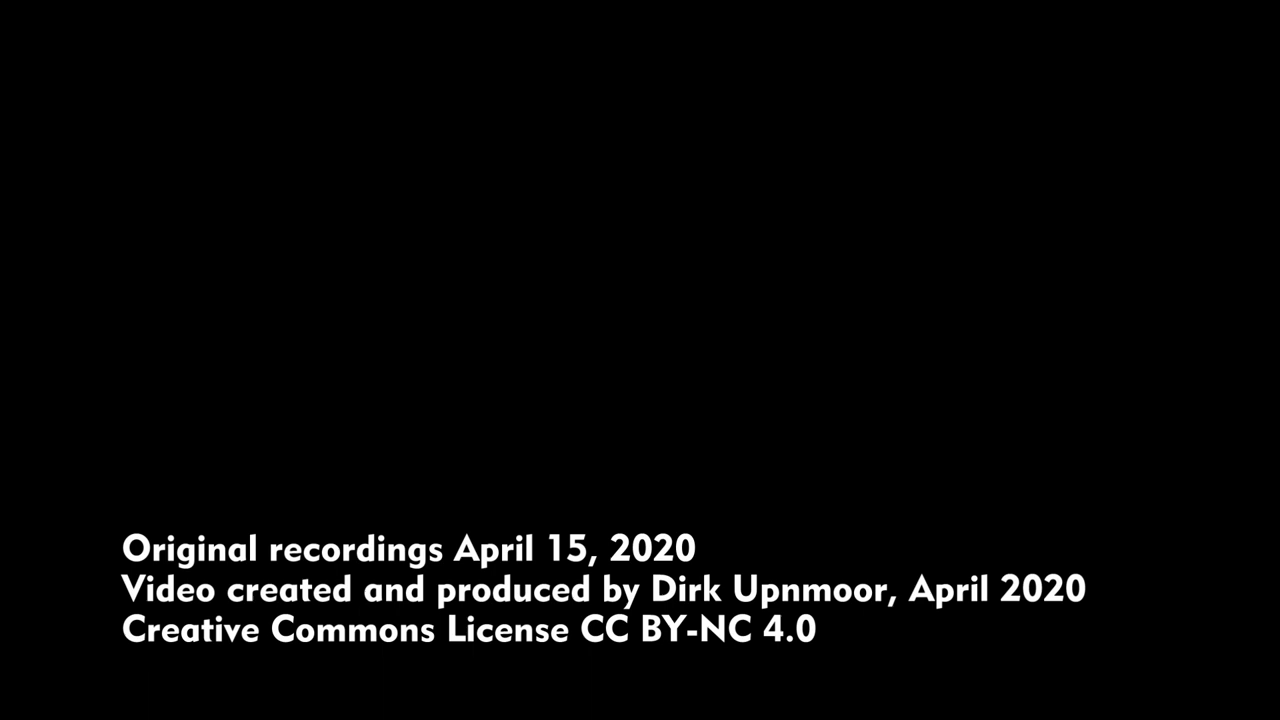 Original recordings April 15, 2020
Video created and produced by Dirk Upnmoor, April 2020
Creative Commons License CC BY-NC 4.0